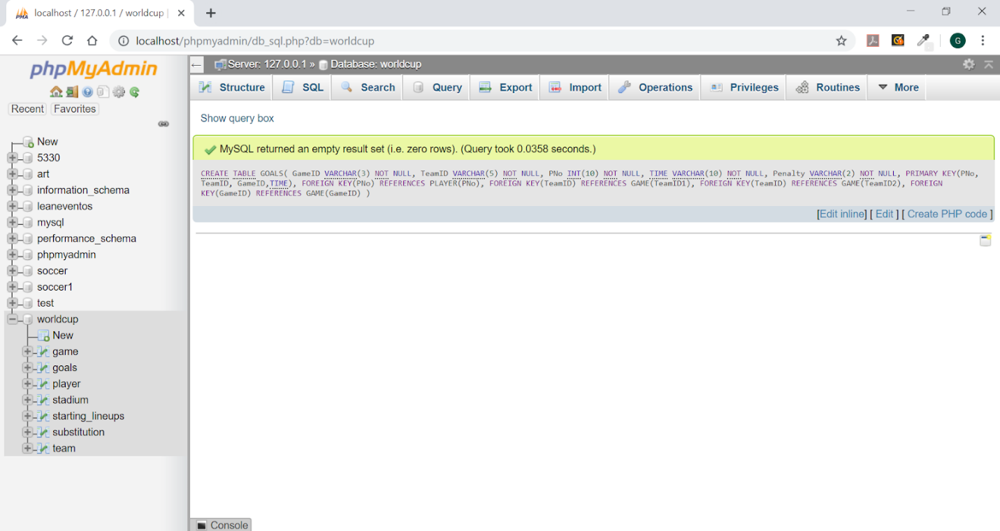 localhost / 127.0.0.1 / worldcup |
localhost/phpmyadmin/db_sql.php?db=worldcup
G
phpMyAdmin
Recent Favorites
New
5330
art
information_schema
leaneventos
mysql
performance_schema
phpmyadmin
soccer
soccer1
test
worldcup
New
game
goals
player
stadium
starting_lineups
substitution
team
Server: 127.0.0.1 » Database: worldcup
Structure SQL Search Query Export Import Operations Privileges Routines More
Show query box
MySQL returned an empty result set (i.e. zero rows). (Query took 0.0358 seconds.)
CREATE TABLE GOALS( GameID VARCHAR(3) NOT NULL, TeamID VARCHAR(5) NOT NULL, PNo INT(10) NOT NULL, TIME VARCHAR(10) NOT NULL, Penalty VARCHAR(2) NOT NULL, PRIMARY KEY(PNo,
TeamID, GameID,TIME), FOREIGN KEY(PNo) REFERENCES PLAYER(PNo), FOREIGN KEY(TeamID) REFERENCES GAME(TeamID1), FOREIGN KEY(TeamID) REFERENCES GAME(TeamID2), FOREIGN
KEY(GameID) REFERENCES GAME(GameID) )
[Edit inline] [ Edit ] [ Create PHP code ]
Console